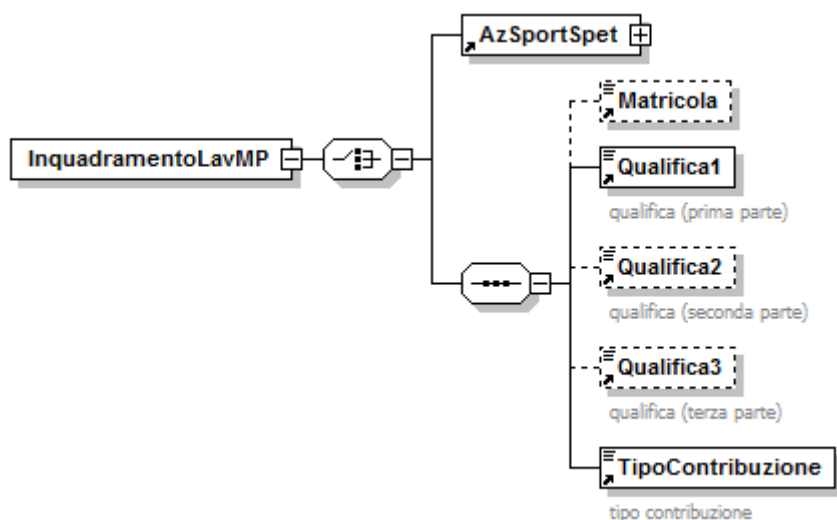 AzSportSpet
Matricola
InquadramentoLavMP
Qualifica1
qualifica (prima parte)
Qualifica2
qualifica (seconda parte)
Qualifica3
qualifica (terza parte)
TipoContribuzione
tipo contribuzione